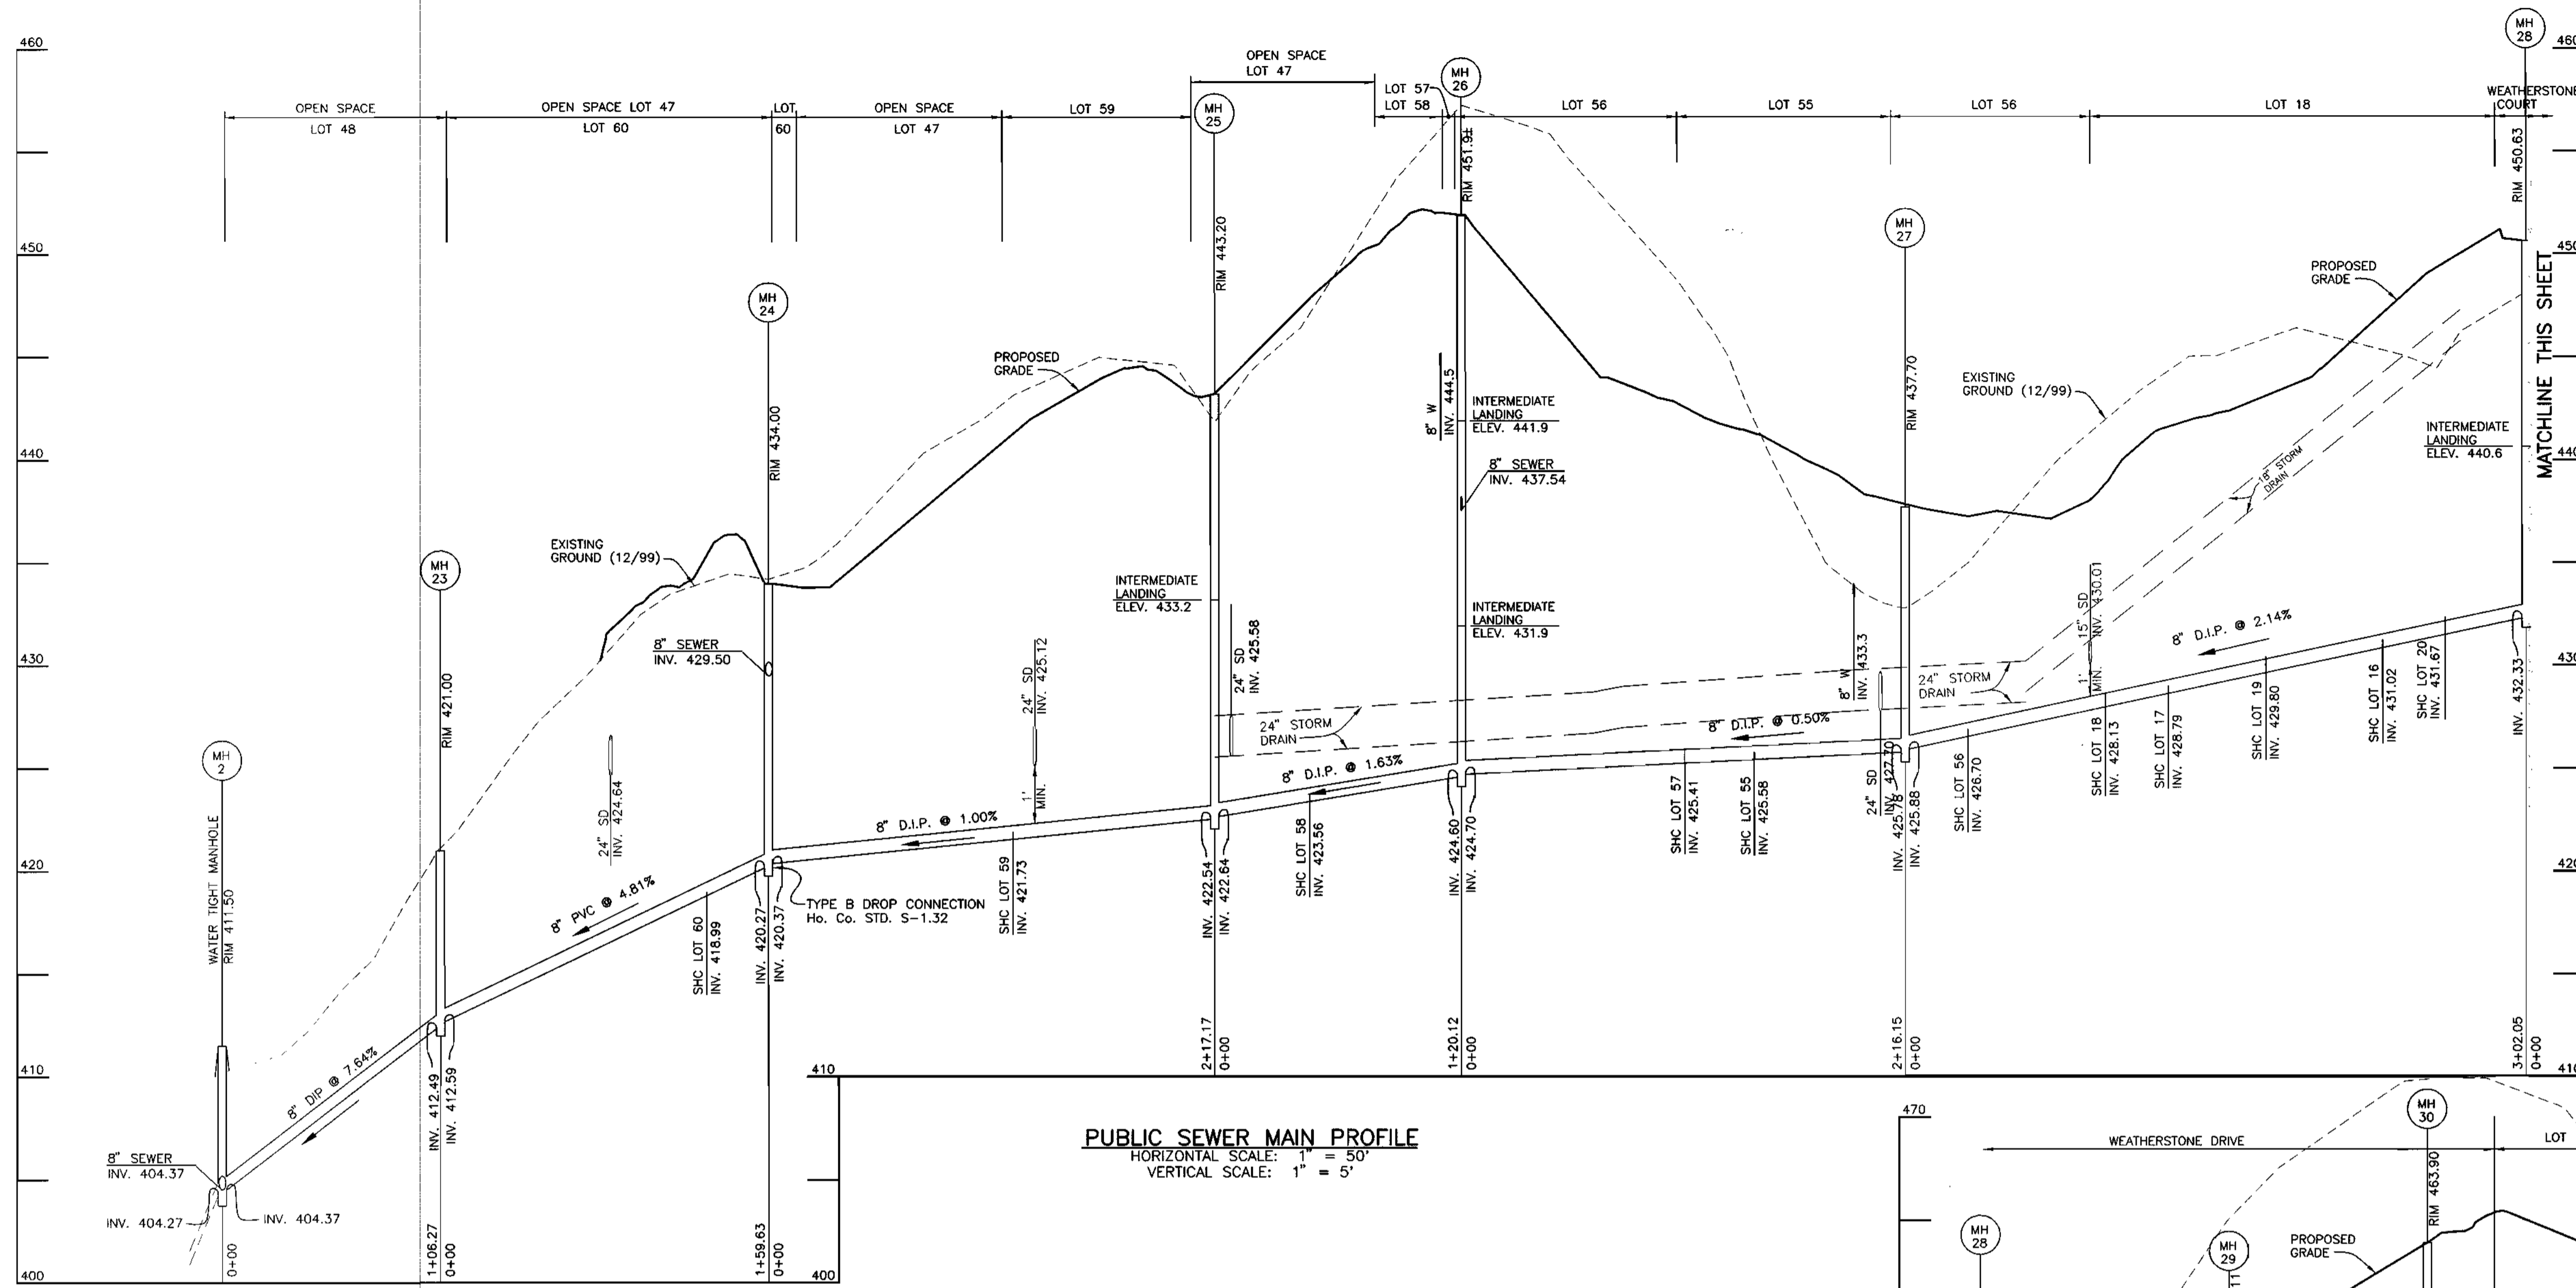 460
450
440
430
420
410
400
OPEN SPACE
LOT 48
OPEN SPACE LOT 47
LOT 60
LOT
60
OPEN SPACE
LOT 47
LOT 59
OPEN SPACE
LOT 47
LOT 57
LOT 58
LOT 56
LOT 55
LOT 56
LOT 18
WEATHERSTONE
COURT
MH
2
WATER TIGHT MANHOLE
RIM 411.50
8" SEWER
INV. 404.37
INV. 404.27
INV. 404.37
0+00
8" DIP @ 7.64%
MH
23
RIM 421.00
INV. 412.49
INV. 412.59
1+06.27
0+00
8" PVC @ 4.81%
EXISTING
GROUND (12/99)
24" SD
INV. 424.64
SHC LOT 60
INV. 418.99
MH
24
RIM 434.00
8" SEWER
INV. 429.50
INV. 420.27
INV. 420.37
TYPE B DROP CONNECTION
Ho. Co. STD. S-1.32
1+59.63
0+00
8" D.I.P. @ 1.00%
PROPOSED
GRADE
SHC LOT 59
INV. 421.73
24" SD
INV. 425.12
1'
MIN.
MH
25
RIM 443.20
INTERMEDIATE
LANDING
ELEV. 433.2
24" SD
INV. 425.58
INV. 422.54
INV. 422.64
2+17.17
0+00
24" STORM
DRAIN
8" D.I.P. @ 1.63%
SHC LOT 58
INV. 423.56
MH
26
RIM 451.9±
8" W
INV. 444.5
INTERMEDIATE
LANDING
ELEV. 441.9
8" SEWER
INV. 437.54
INTERMEDIATE
LANDING
ELEV. 431.9
INV. 424.60
INV. 424.70
1+20.12
0+00
8" D.I.P. @ 0.50%
SHC LOT 57
INV. 425.41
SHC LOT 55
INV. 425.58
8" W
INV. 433.3
24" SD
INV. 427.70
MH
27
RIM 437.70
INV. 425.78
INV. 425.88
2+16.15
0+00
24" STORM
DRAIN
SHC LOT 56
INV. 426.70
EXISTING
GROUND (12/99)
1'
MIN.
15" SD
INV. 430.01
SHC LOT 18
INV. 428.13
SHC LOT 17
INV. 428.79
8" D.I.P. @ 2.14%
SHC LOT 19
INV. 429.80
SHC LOT 16
INV. 431.02
SHC LOT 20
INV. 431.67
18" STORM
DRAIN
PROPOSED
GRADE
MH
28
RIM 450.63
INTERMEDIATE
LANDING
ELEV. 440.6
INV. 432.33
3+02.05
0+00
MATCHLINE THIS SHEET
410
400
PUBLIC SEWER MAIN PROFILE
HORIZONTAL SCALE: 1" = 50'
VERTICAL SCALE: 1" = 5'
470
WEATHERSTONE DRIVE
LOT
MH
28
MH
29
MH
30
RIM 463.90
PROPOSED
GRADE